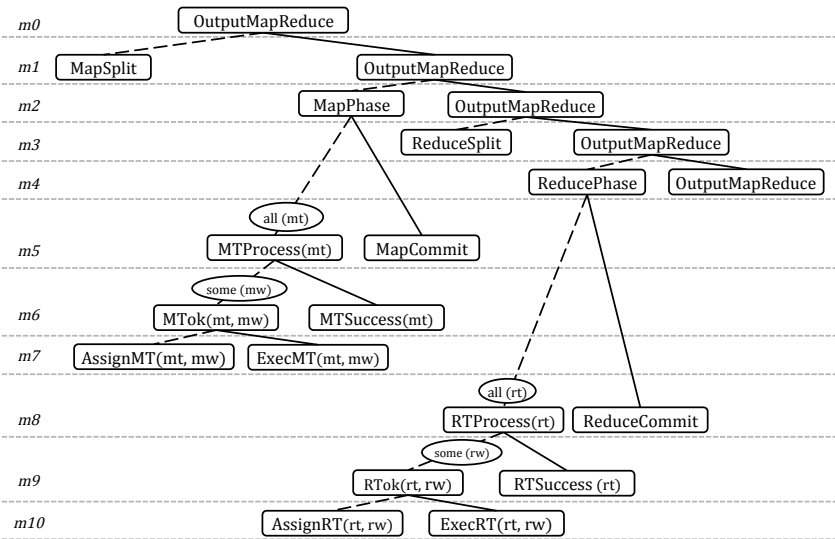 m0 OutputMapReduce
m1 MapSplit OutputMapReduce
m2 MapPhase OutputMapReduce
m3 ReduceSplit OutputMapReduce
m4 ReducePhase OutputMapReduce
all (mt)
m5 MTProcess(mt) MapCommit
some (mw)
m6 MTok(mt, mw) MTSuccess(mt)
m7 AssignMT(mt, mw) ExecMT(mt, mw)
all (rt)
m8 RTProcess(rt) ReduceCommit
some (rw)
m9 RTok(rt, rw) RTSuccess (rt)
m10 AssignRT(rt, rw) ExecRT(rt, rw)